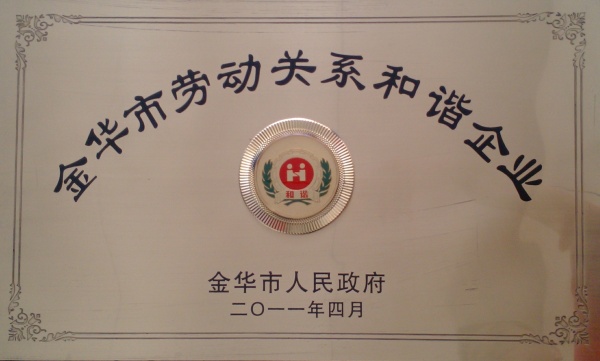 金华市劳动关系和谐企业
和谐
金华市人民政府
二〇一一年四月